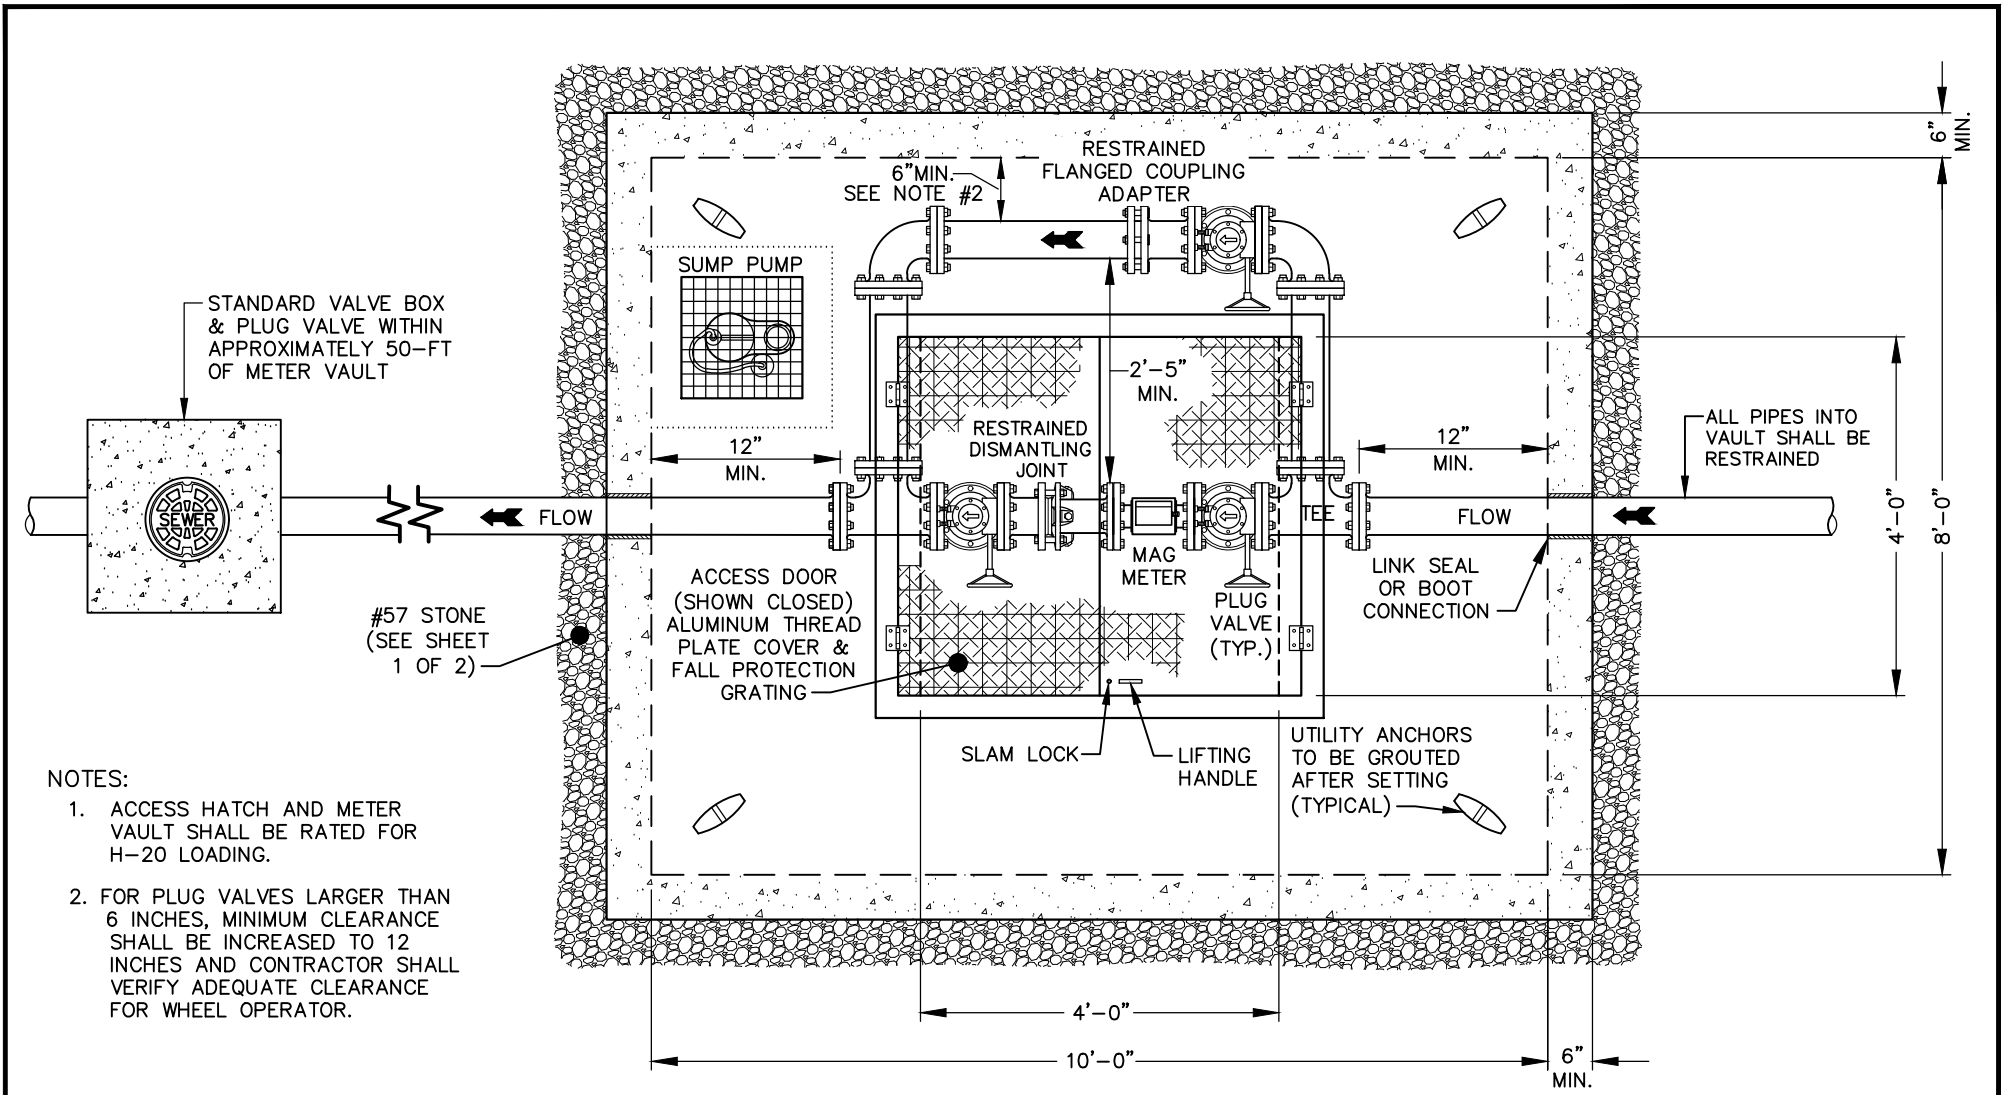 6" MIN.
RESTRAINED
FLANGED COUPLING
ADAPTER
6"MIN.
SEE NOTE #2
SUMP PUMP
STANDARD VALVE BOX
& PLUG VALVE WITHIN
APPROXIMATELY 50-FT
OF METER VAULT
2'-5"
MIN.
RESTRAINED
DISMANTLING
JOINT
12"
MIN.
12"
MIN.
ALL PIPES INTO
VAULT SHALL BE
RESTRAINED
4'-0"
8'-0"
SEWER
FLOW
TEE
FLOW
MAG
METER
PLUG
VALVE
(TYP.)
LINK SEAL
OR BOOT
CONNECTION
ACCESS DOOR
(SHOWN CLOSED)
ALUMINUM THREAD
PLATE COVER &
FALL PROTECTION
GRATING
#57 STONE
(SEE SHEET
1 OF 2)
SLAM LOCK
LIFTING
HANDLE
UTILITY ANCHORS
TO BE GROUTED
AFTER SETTING
(TYPICAL)
NOTES:
1. ACCESS HATCH AND METER
VAULT SHALL BE RATED FOR
H-20 LOADING.
2. FOR PLUG VALVES LARGER THAN
6 INCHES, MINIMUM CLEARANCE
SHALL BE INCREASED TO 12
INCHES AND CONTRACTOR SHALL
VERIFY ADEQUATE CLEARANCE
FOR WHEEL OPERATOR.
4'-0"
10'-0"
6"
MIN.